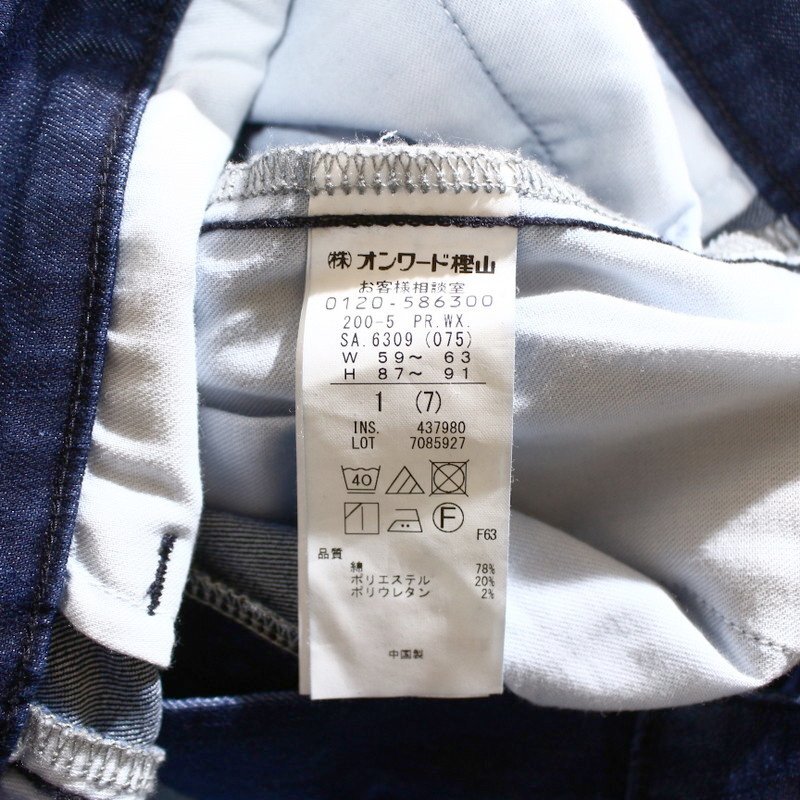 (株)オンワード樫山
お客様相談室
0120-586300
200-5 PR.WX.
SA.6309 (075)
W 59～ 63
H 87～ 91
1 (7)
INS. 437980
LOT 7085927
40
F
F63
品質
綿 78%
ポリエステル 20%
ポリウレタン 2%
中国製